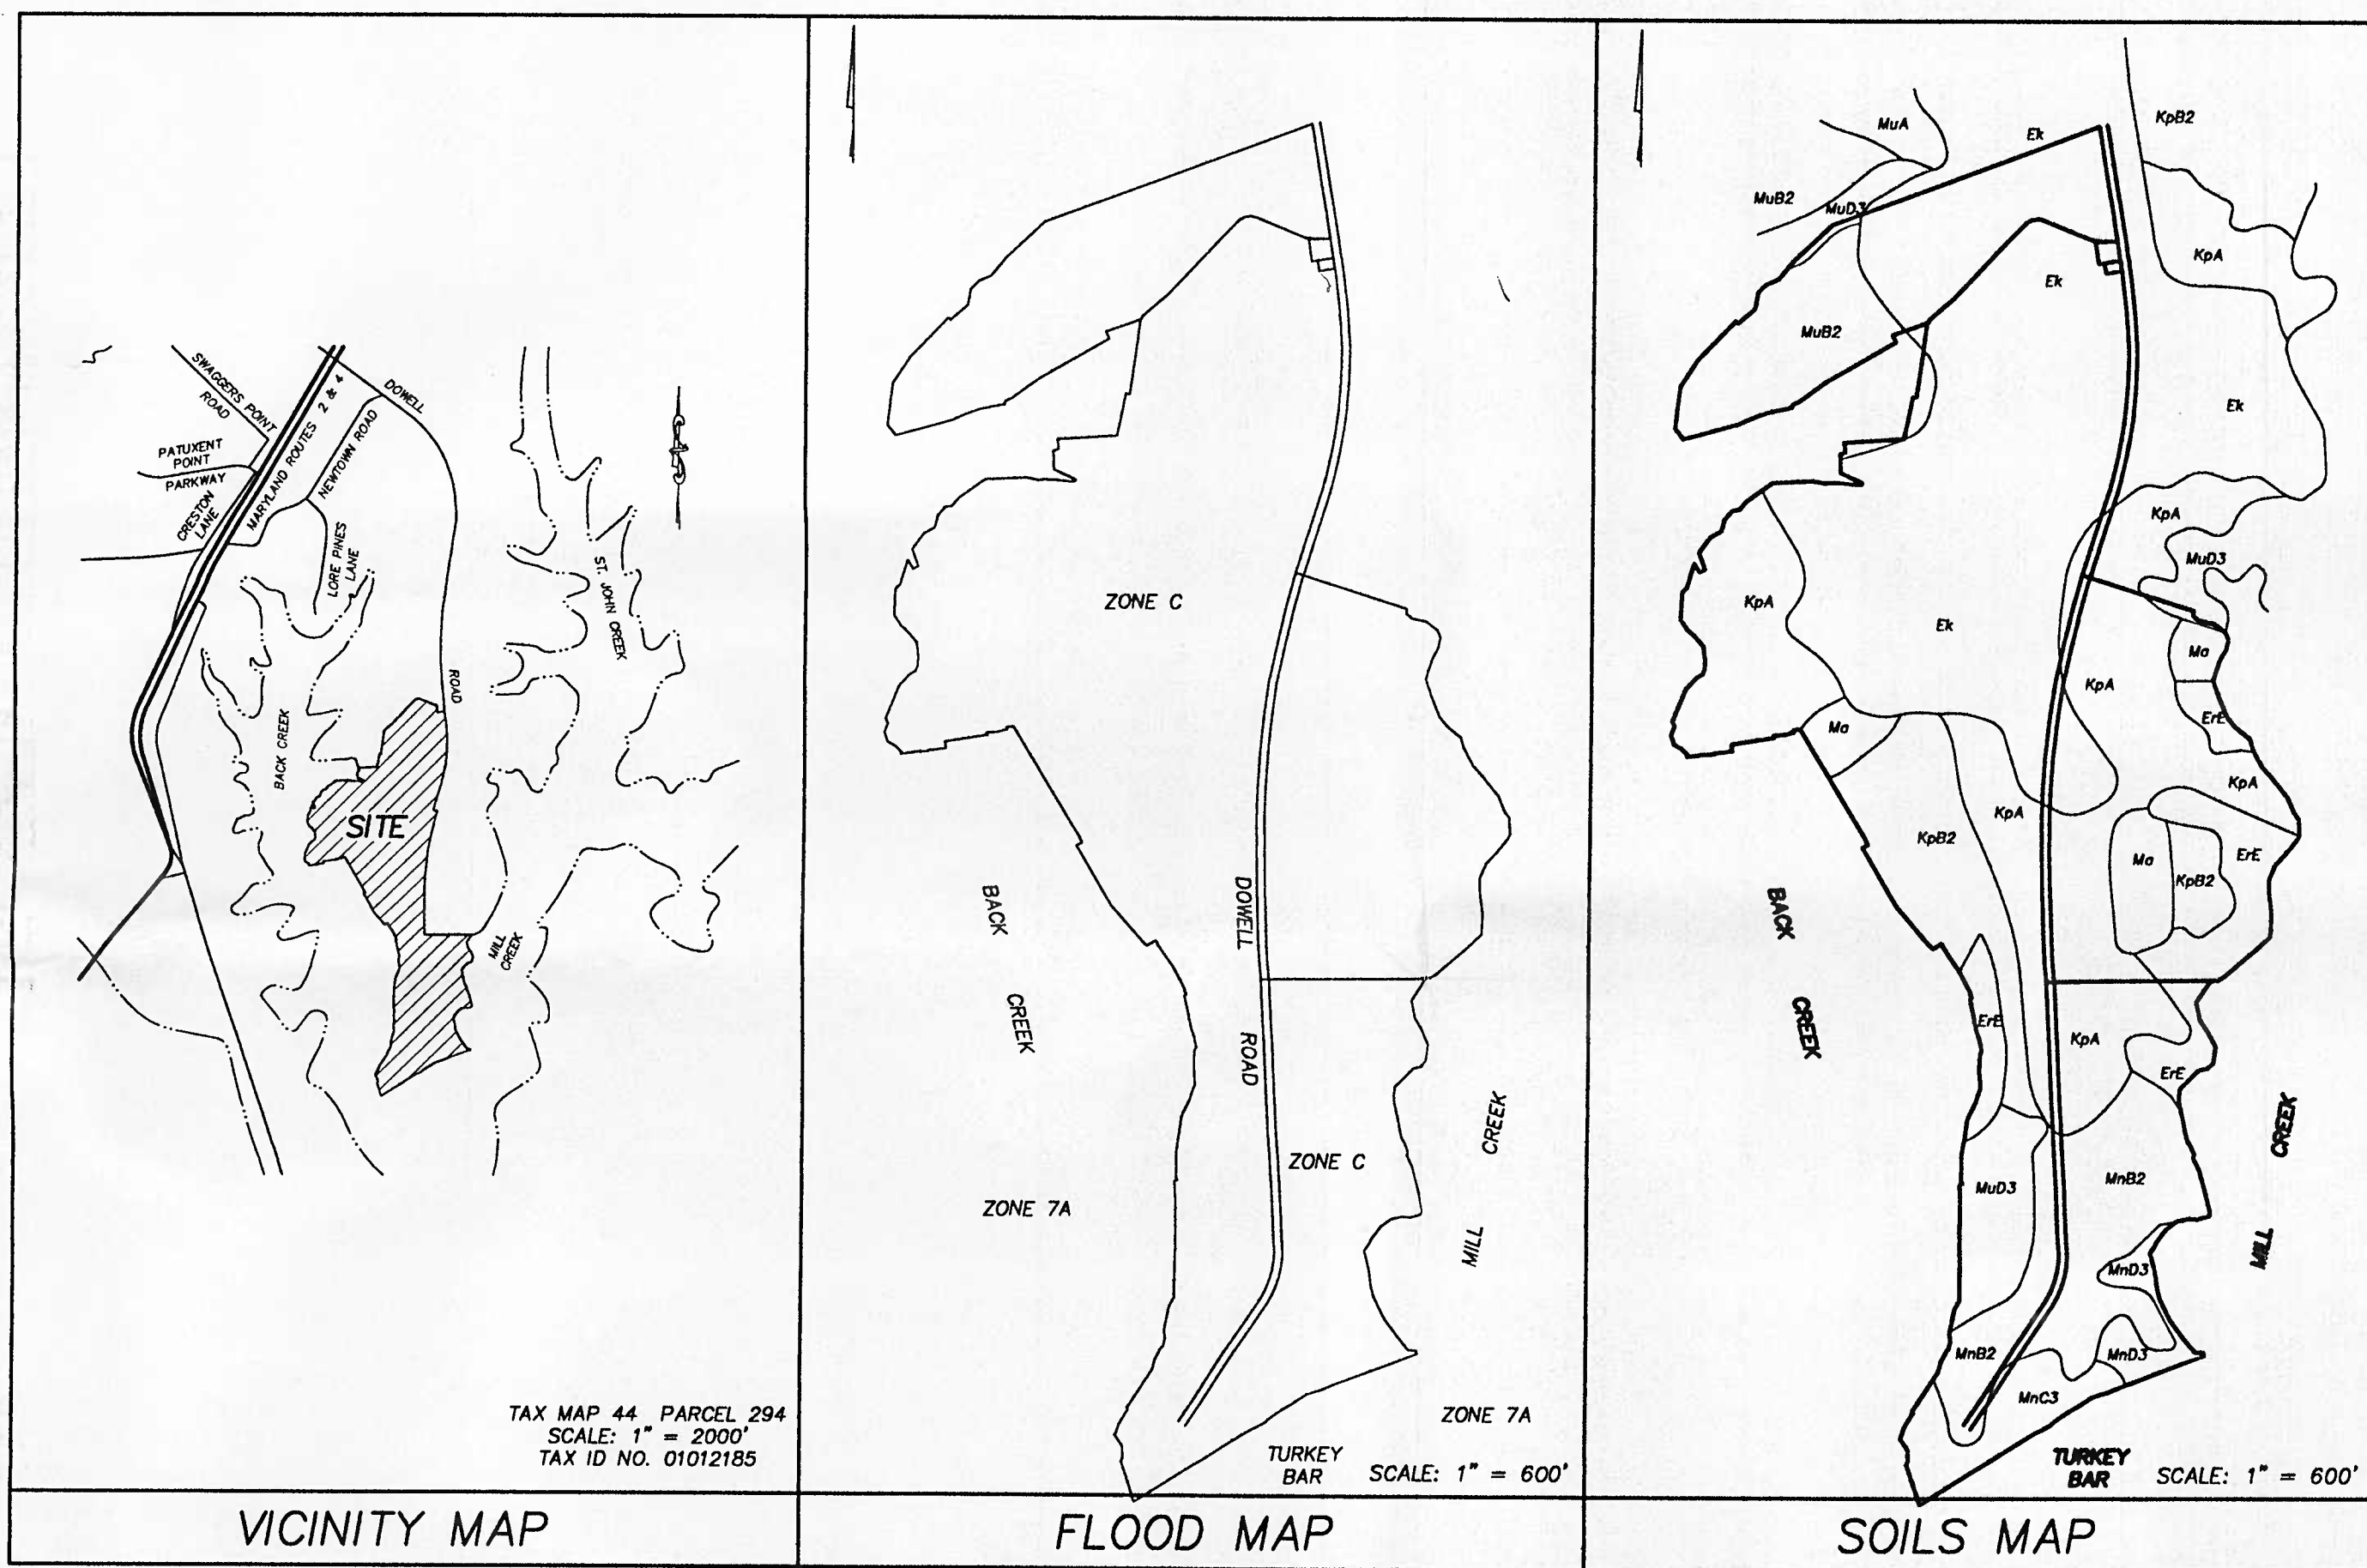 SWAGGERS POINT
ROAD
DOWELL
PATUXENT
POINT
PARKWAY
CRESTON
LANE
MARYLAND ROUTES 2 & 4
NEWTOWN ROAD
LORE PINES
LANE
ST. JOHN CREEK
ROAD
BACK CREEK
SITE
MILL
CREEK
TAX MAP 44 PARCEL 294
SCALE: 1" = 2000'
TAX ID NO. 01012185
VICINITY MAP
ZONE C
BACK
CREEK
DOWELL
ROAD
ZONE C
MILL CREEK
ZONE 7A
ZONE 7A
TURKEY
BAR
SCALE: 1" = 600'
FLOOD MAP
MuA
Ek
KpB2
MuB2
MuD3
KpA
Ek
MuB2
Ek
KpA
MuD3
KpA
Ek
Ma
KpA
ErE
Ma
KpA
KpA
KpB2
Ma
KpB2
ErE
BACK
CREEK
ErE
KpA
ErE
MILL CREEK
MuD3
MnB2
MnD3
MnB2
MnD3
MnC3
TURKEY
BAR
SCALE: 1" = 600'
SOILS MAP